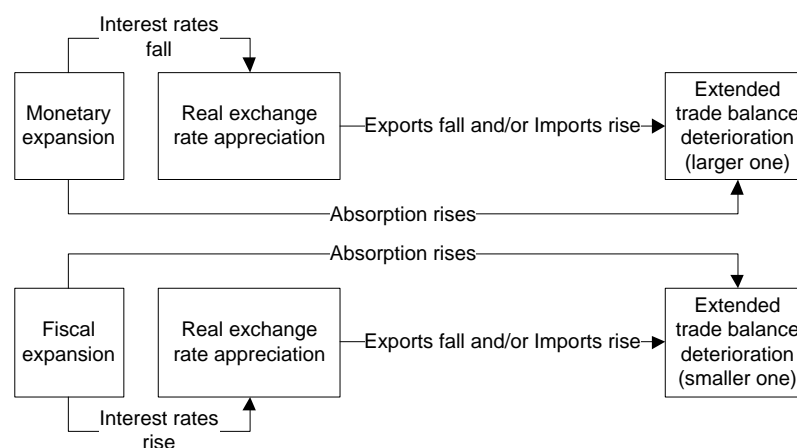 Interest rates
fall
Monetary
expansion
Real exchange
rate appreciation
Exports fall and/or Imports rise
Extended
trade balance
deterioration
(larger one)
Absorption rises
Absorption rises
Fiscal
expansion
Real exchange
rate appreciation
Exports fall and/or Imports rise
Extended
trade balance
deterioration
(smaller one)
Interest rates
rise